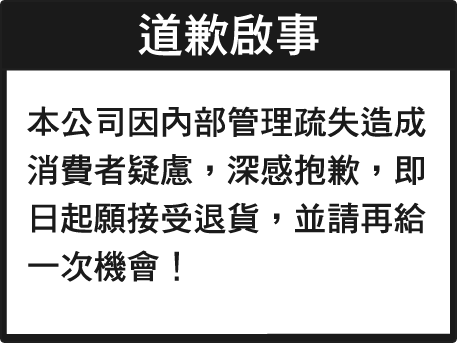 道歉啟事
本公司因內部管理疏失造成
消費者疑慮，深感抱歉，即
日起願接受退貨，並請再給
一次機會！